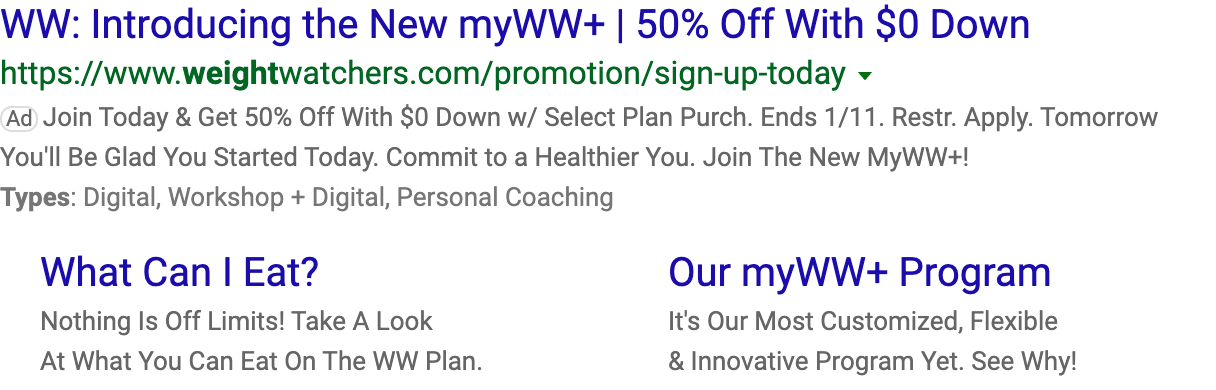 WW: Introducing the New myWW+ | 50% Off With $0 Down
https://www.weightwatchers.com/promotion/sign-up-today
Ad Join Today & Get 50% Off With $0 Down w/ Select Plan Purch. Ends 1/11. Restr. Apply. Tomorrow
You'll Be Glad You Started Today. Commit to a Healthier You. Join The New MyWW+!
Types: Digital, Workshop + Digital, Personal Coaching
What Can I Eat?
Nothing Is Off Limits! Take A Look
At What You Can Eat On The WW Plan.
Our myWW+ Program
It's Our Most Customized, Flexible
& Innovative Program Yet. See Why!